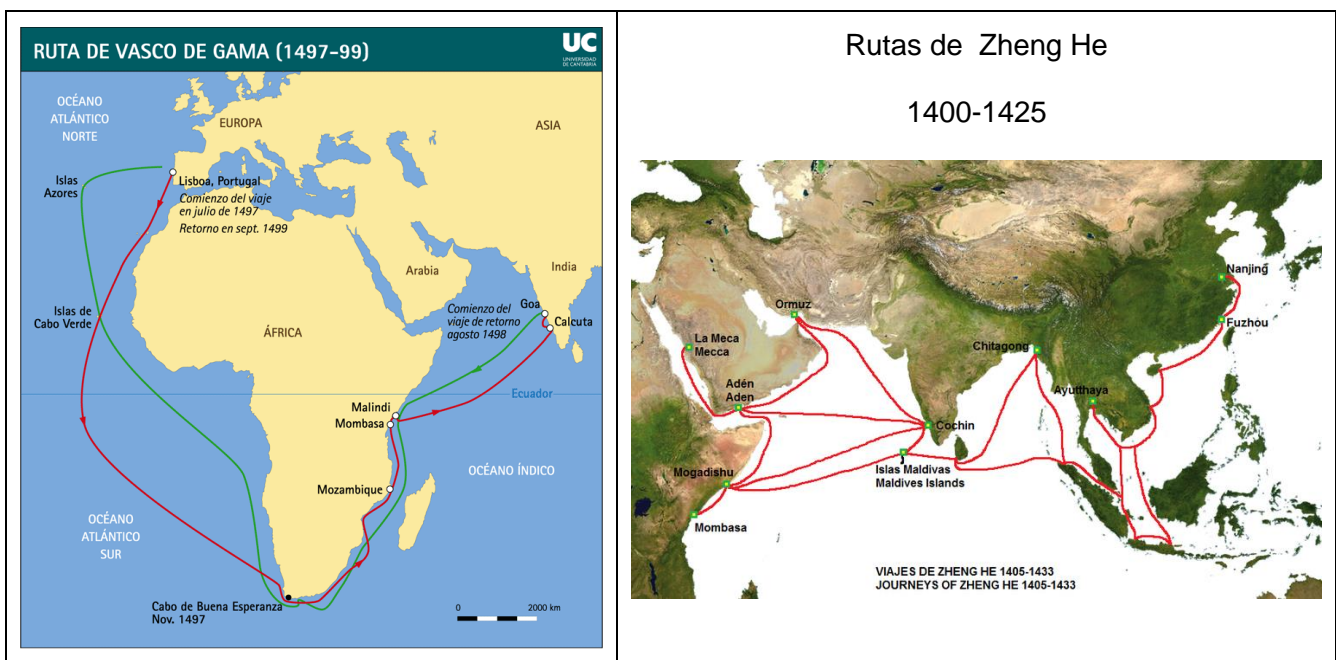 RUTA DE VASCO DE GAMA (1497-99)
UC
UNIVERSIDAD
DE CANTABRIA
OCÉANO
ATLÁNTICO
NORTE
EUROPA
ASIA
Islas
Azores
Lisboa, Portugal
Comienzo del viaje
en julio de 1497
Retorno en sept. 1499
Arabia
India
Goa
Comienzo del
viaje de retorno
agosto 1498
Calcuta
Islas de
Cabo Verde
ÁFRICA
Ecuador
Malindi
Mombasa
OCÉANO ÍNDICO
Mozambique
OCÉANO
ATLÁNTICO
SUR
Cabo de Buena Esperanza
Nov. 1497
0 2000 km
Rutas de Zheng He
1400-1425
Nanjing
Ormuz
Fuzhou
La Meca
Mecca
Chitagong
Ayutthaya
Adén
Aden
Cochin
Islas Maldivas
Maldives Islands
Mogadishu
Mombasa
VIAJES DE ZHENG HE 1405-1433
JOURNEYS OF ZHENG HE 1405-1433